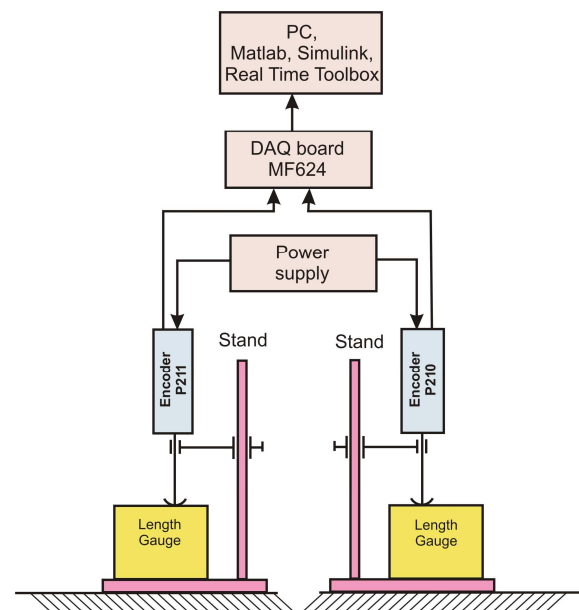 PC,
Matlab, Simulink,
Real Time Toolbox
DAQ board
MF624
Power
supply
Encoder
P211
Stand
Stand
Encoder
P210
Length
Gauge
Length
Gauge